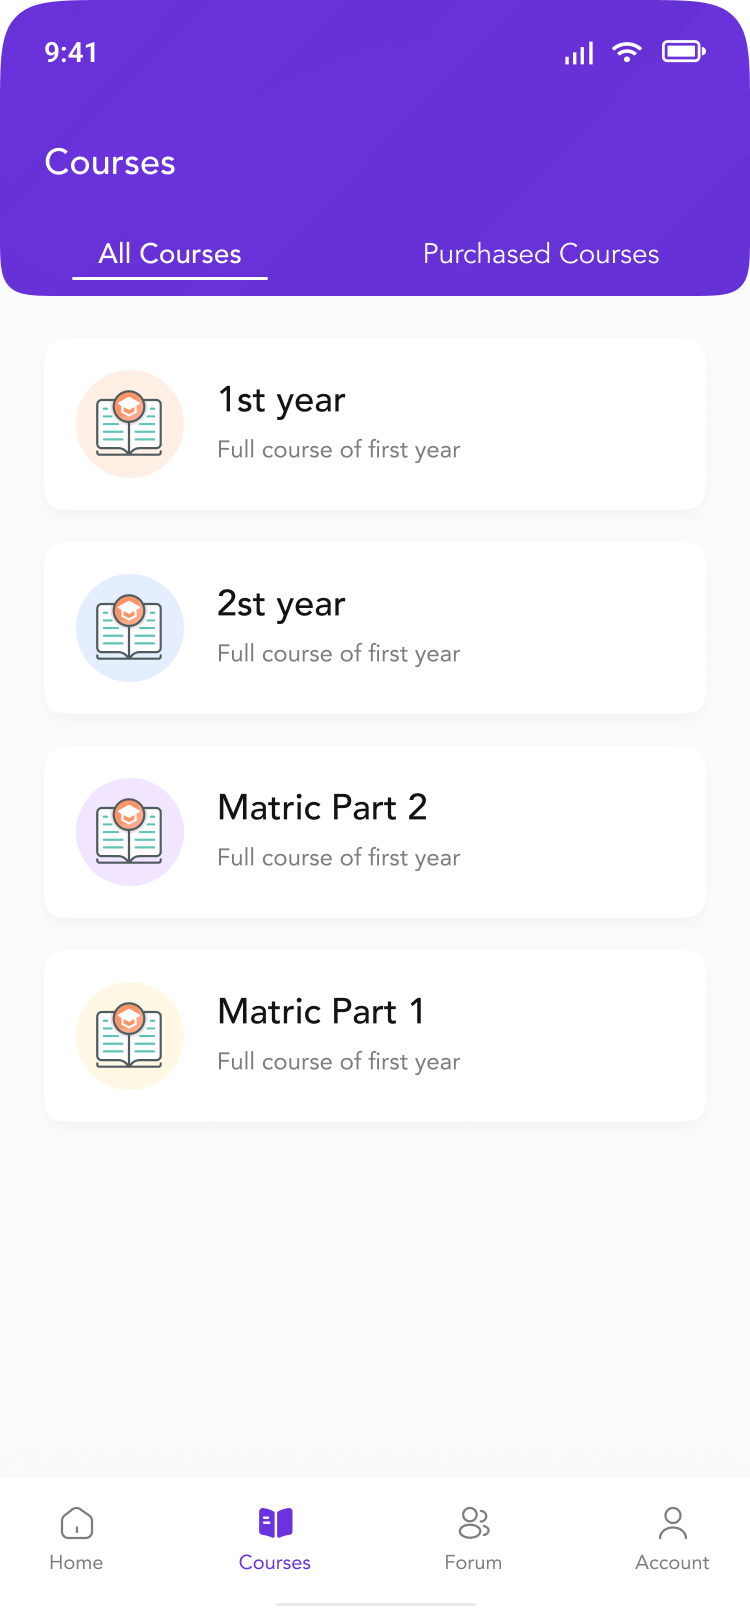 9:41
Courses
All Courses
Purchased Courses
1st year
Full course of first year
2st year
Full course of first year
Matric Part 2
Full course of first year
Matric Part 1
Full course of first year
Home
Courses
Forum
Account